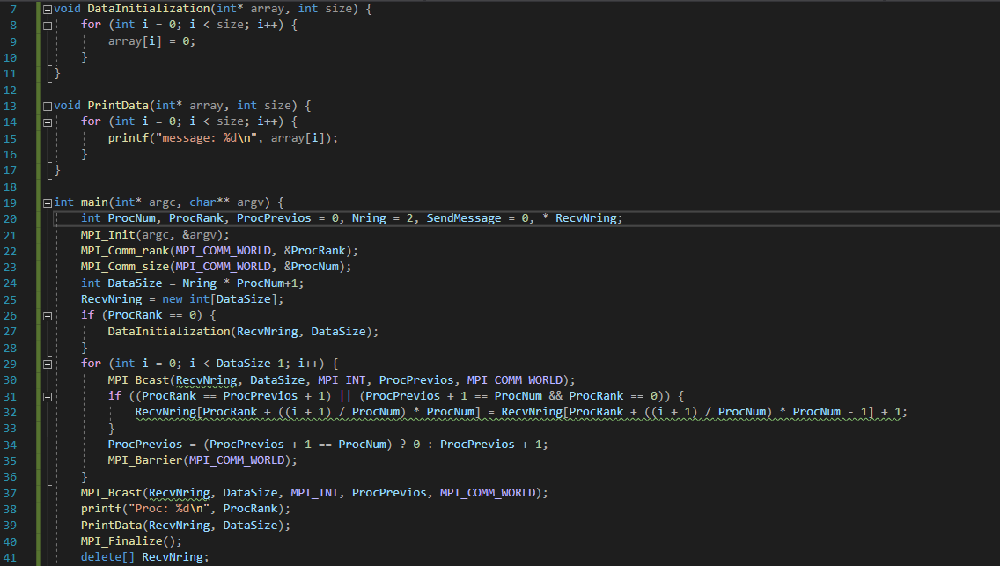 7 void DataInitialization(int* array, int size) {
8 for (int i = 0; i < size; i++) {
9 array[i] = 0;
10 }
11 }
12
13 void PrintData(int* array, int size) {
14 for (int i = 0; i < size; i++) {
15 printf("message: %d\n", array[i]);
16 }
17 }
18
19 int main(int* argc, char** argv) {
20 int ProcNum, ProcRank, ProcPrevios = 0, Nring = 2, SendMessage = 0, * RecvNring;
21 MPI_Init(argc, &argv);
22 MPI_Comm_rank(MPI_COMM_WORLD, &ProcRank);
23 MPI_Comm_size(MPI_COMM_WORLD, &ProcNum);
24 int DataSize = Nring * ProcNum+1;
25 RecvNring = new int[DataSize];
26 if (ProcRank == 0) {
27 DataInitialization(RecvNring, DataSize);
28 }
29 for (int i = 0; i < DataSize-1; i++) {
30 MPI_Bcast(RecvNring, DataSize, MPI_INT, ProcPrevios, MPI_COMM_WORLD);
31 if ((ProcRank == ProcPrevios + 1) || (ProcPrevios + 1 == ProcNum && ProcRank == 0)) {
32 RecvNring[ProcRank + ((i + 1) / ProcNum) * ProcNum] = RecvNring[ProcRank + ((i + 1) / ProcNum) * ProcNum - 1] + 1;
33 }
34 ProcPrevios = (ProcPrevios + 1 == ProcNum) ? 0 : ProcPrevios + 1;
35 MPI_Barrier(MPI_COMM_WORLD);
36 }
37 MPI_Bcast(RecvNring, DataSize, MPI_INT, ProcPrevios, MPI_COMM_WORLD);
38 printf("Proc: %d\n", ProcRank);
39 PrintData(RecvNring, DataSize);
40 MPI_Finalize();
41 delete[] RecvNring;